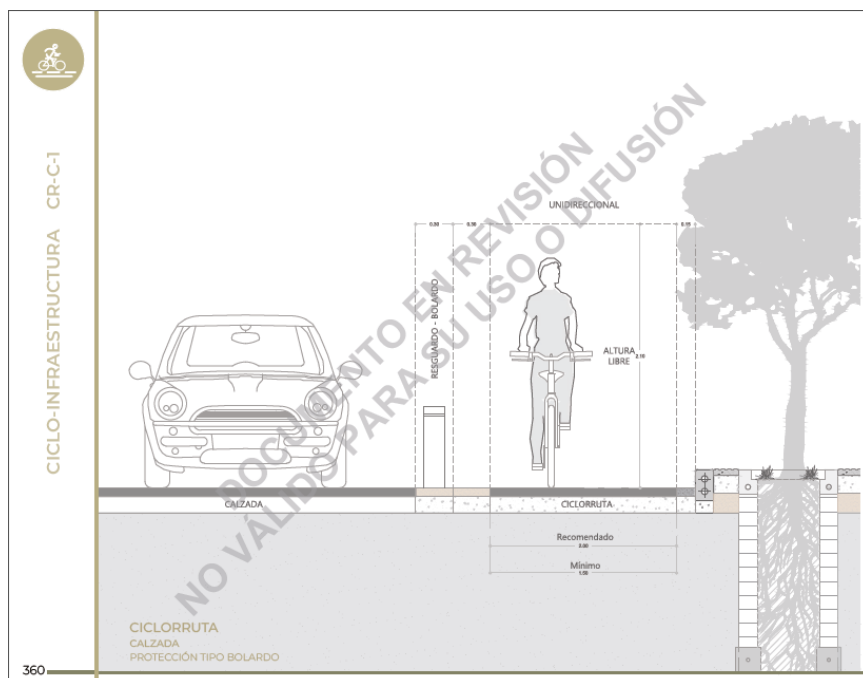 CICLO-INFRAESTRUCTURA CR-C-1
DOCUMENTO EN REVISIÓN
NO VÁLIDO PARA SU USO O DIFUSIÓN
UNIDIRECCIONAL
RESGUARDO - BOLARDO
ALTURA
LIBRE
CALZADA
CICLORRUTA
Recomendado
Mínimo
CICLORRUTA
CALZADA
PROTECCIÓN TIPO BOLARDO
360